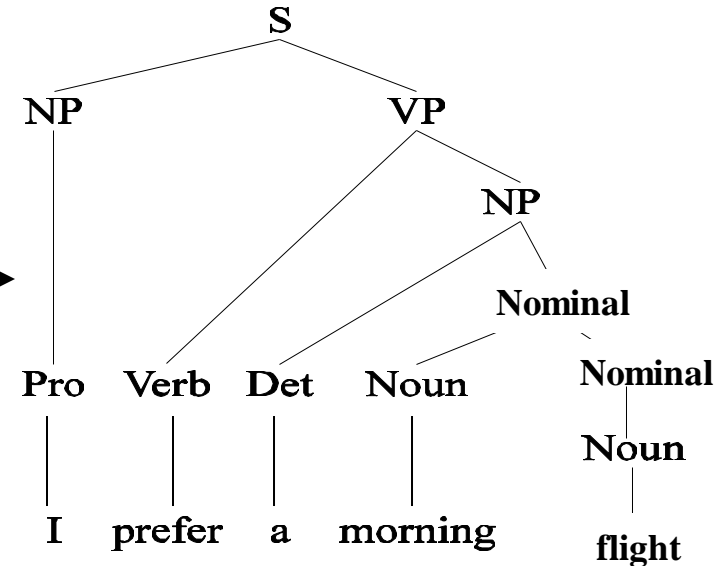 S
NP VP
NP
Nominal
Pro Verb Det Noun Nominal
Noun
I prefer a morning flight